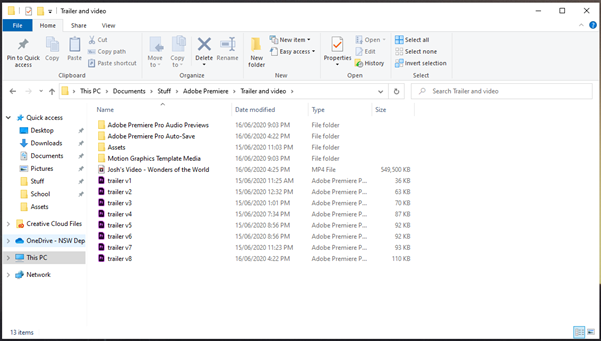 Trailer and video
File Home Share View
Pin to Quick access
Copy
Paste
Cut
Copy path
Paste shortcut
Clipboard
Move to
Copy to
Delete
Rename
Organize
New folder
New item
Easy access
New
Properties
Open
Edit
History
Open
Select all
Select none
Invert selection
Select
This PC > Documents > Stuff > Adobe Premiere > Trailer and video
Search Trailer and video
Name Date modified Type Size
Quick access
Desktop
Downloads
Documents
Pictures
Stuff
School
Assets
Creative Cloud Files
OneDrive - NSW Dep
This PC
Network
Adobe Premiere Pro Audio Previews 16/06/2020 9:03 PM File folder
Adobe Premiere Pro Auto-Save 16/06/2020 4:22 PM File folder
Assets 15/06/2020 11:03 PM File folder
Motion Graphics Template Media 16/06/2020 9:03 PM File folder
Josh's Video - Wonders of the World 16/06/2020 4:25 PM MP4 File 549,500 KB
trailer v1 15/06/2020 11:25 AM Adobe Premiere P... 36 KB
trailer v2 15/06/2020 12:32 PM Adobe Premiere P... 63 KB
trailer v3 15/06/2020 1:01 PM Adobe Premiere P... 70 KB
trailer v4 15/06/2020 7:34 PM Adobe Premiere P... 87 KB
trailer v5 15/06/2020 8:56 PM Adobe Premiere P... 92 KB
trailer v6 15/06/2020 8:56 PM Adobe Premiere P... 92 KB
trailer v7 15/06/2020 11:23 PM Adobe Premiere P... 93 KB
trailer v8 16/06/2020 4:22 PM Adobe Premiere P... 110 KB
13 items